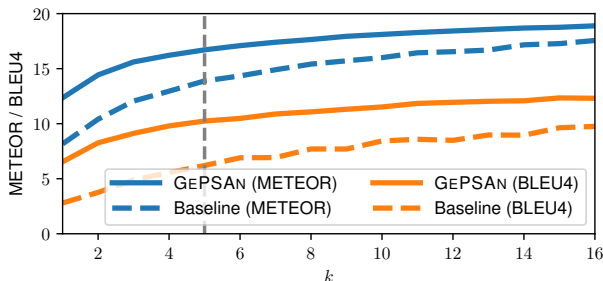 METEOR / BLEU4
20
15
10
5
0
GEPSAN (METEOR)
Baseline (METEOR)
GEPSAN (BLEU4)
Baseline (BLEU4)
2 4 6 8 10 12 14 16
k